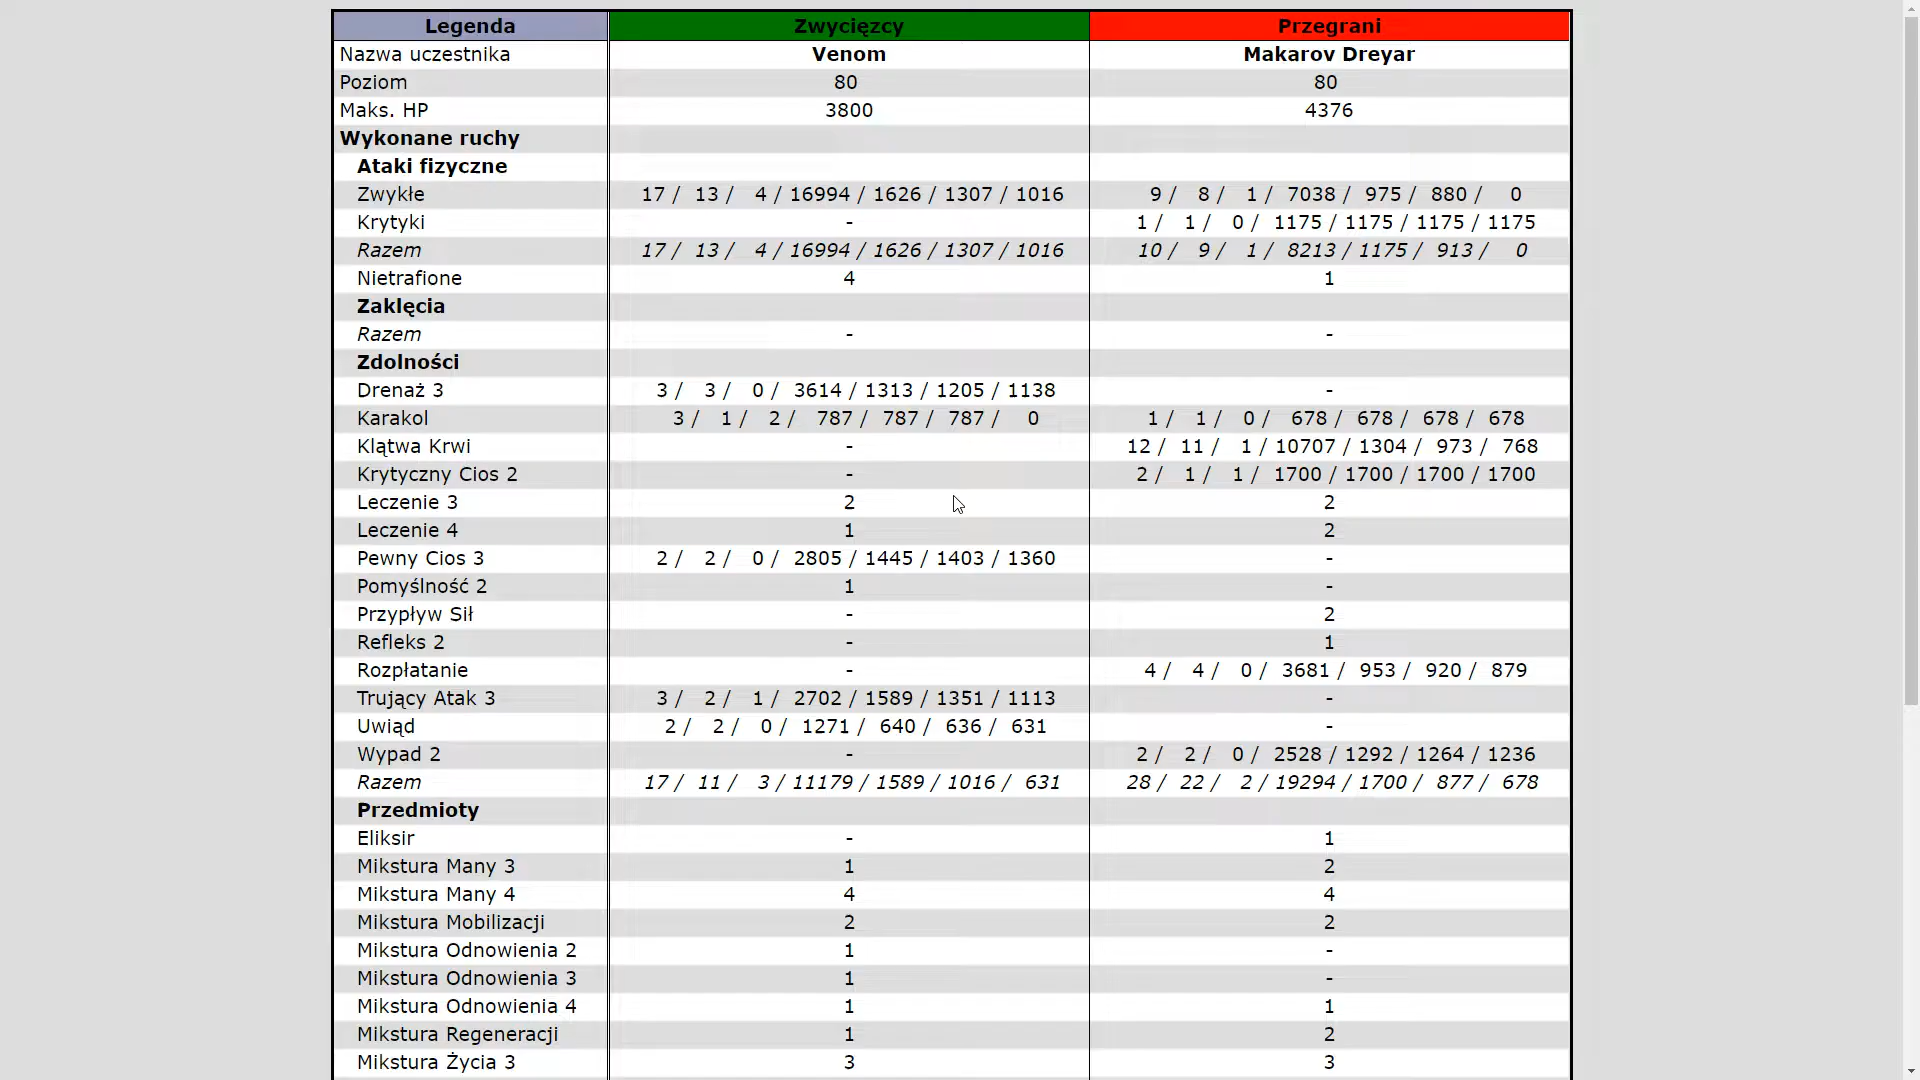 Legenda Zwycięzcy Przegrani
Nazwa uczestnika Venom Makarov Dreyar
Poziom 80 80
Maks. HP 3800 4376
Wykonane ruchy
Ataki fizyczne
Zwykłe 17 / 13 / 4 / 16994 / 1626 / 1307 / 1016 9 / 8 / 1 / 7038 / 975 / 880 / 0
Krytyki - 1 / 1 / 0 / 1175 / 1175 / 1175 / 1175
Razem 17 / 13 / 4 / 16994 / 1626 / 1307 / 1016 10 / 9 / 1 / 8213 / 1175 / 913 / 0
Nietrafione 4 1
Zaklęcia
Razem - -
Zdolności
Drenaż 3 3 / 3 / 0 / 3614 / 1313 / 1205 / 1138 -
Karakol 3 / 1 / 2 / 787 / 787 / 787 / 0 1 / 1 / 0 / 678 / 678 / 678 / 678
Klątwa Krwi - 12 / 11 / 1 / 10707 / 1304 / 973 / 768
Krytyczny Cios 2 - 2 / 1 / 1 / 1700 / 1700 / 1700 / 1700
Leczenie 3 2 2
Leczenie 4 1 2
Pewny Cios 3 2 / 2 / 0 / 2805 / 1445 / 1403 / 1360 -
Pomyślność 2 1 -
Przypływ Sił - 2
Refleks 2 - 1
Rozpłatanie - 4 / 4 / 0 / 3681 / 953 / 920 / 879
Trujący Atak 3 3 / 2 / 1 / 2702 / 1589 / 1351 / 1113 -
Uwiąd 2 / 2 / 0 / 1271 / 640 / 636 / 631 -
Wypad 2 - 2 / 2 / 0 / 2528 / 1292 / 1264 / 1236
Razem 17 / 11 / 3 / 11179 / 1589 / 1016 / 631 28 / 22 / 2 / 19294 / 1700 / 877 / 678
Przedmioty
Eliksir - 1
Mikstura Many 3 1 2
Mikstura Many 4 4 4
Mikstura Mobilizacji 2 2
Mikstura Odnowienia 2 1 -
Mikstura Odnowienia 3 1 -
Mikstura Odnowienia 4 1 1
Mikstura Regeneracji 1 2
Mikstura Życia 3 3 3